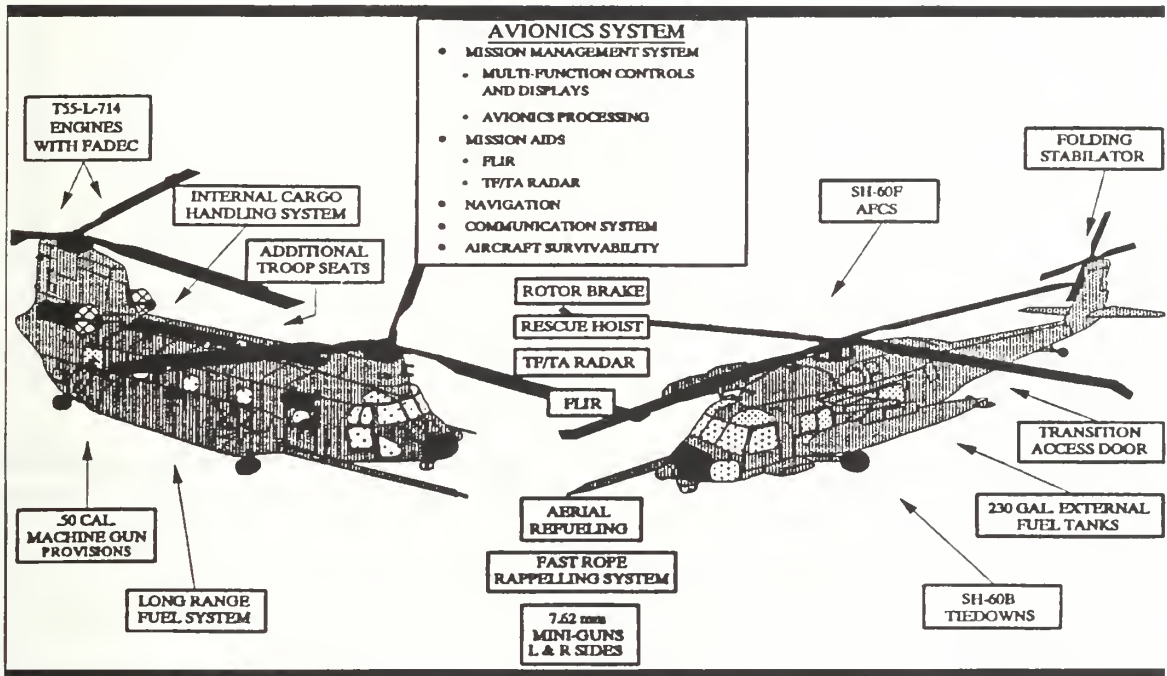 AVIONICS SYSTEM
• MISSION MANAGEMENT SYSTEM
• MULTI-FUNCTION CONTROLS
AND DISPLAYS
• AVIONICS PROCESSING
• MISSION AIDS
• FLIR
• TF/TA RADAR
• NAVIGATION
• COMMUNICATION SYSTEM
• AIRCRAFT SURVIVABILITY
T55-L-714
ENGINES
WITH FADEC
INTERNAL CARGO
HANDLING SYSTEM
ADDITIONAL
TROOP SEATS
.50 CAL.
MACHINE GUN
PROVISIONS
LONG RANGE
FUEL SYSTEM
ROTOR BRAKE
RESCUE HOIST
TF/TA RADAR
FLIR
AERIAL
REFUELING
FAST ROPE
RAPPELLING SYSTEM
7.62 mm
MINI-GUNS
L & R SIDES
SH-60F
AFCS
FOLDING
STABILATOR
TRANSITION
ACCESS DOOR
230 GAL. EXTERNAL
FUEL TANKS
SH-60B
TIEDOWNS